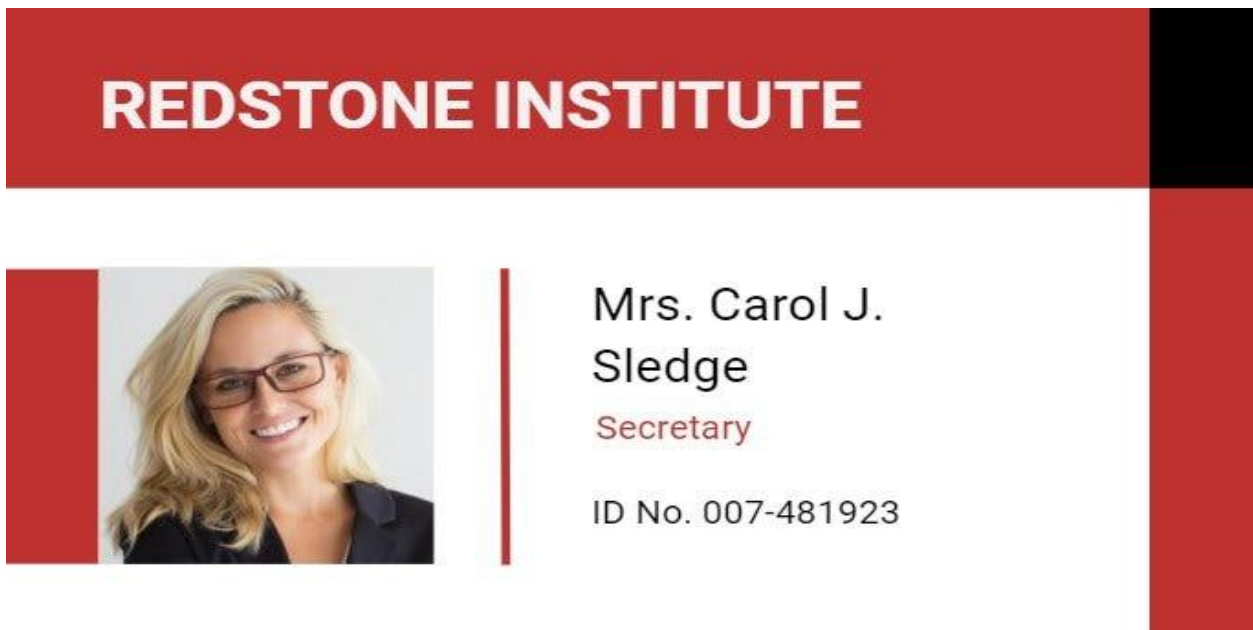 REDSTONE INSTITUTE
Mrs. Carol J.
Sledge
Secretary
ID No. 007-481923